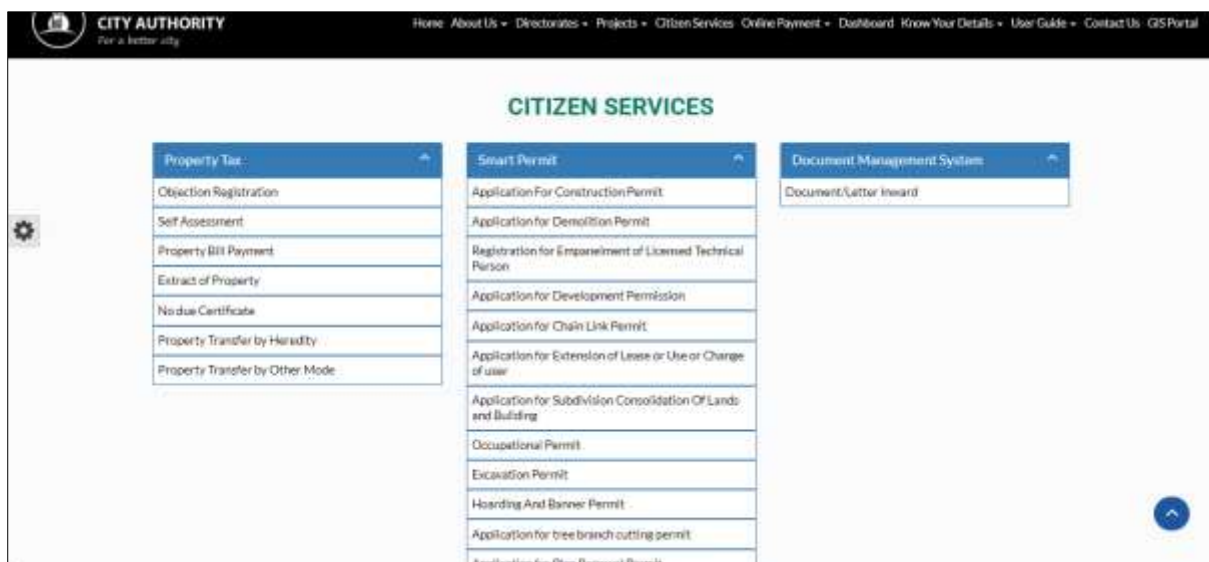 CITY AUTHORITY
For a better city
Home About Us Directorates Projects Citizen Services Online Payment Dashboard Know Your Details User Guide Contact Us GIS Portal
CITIZEN SERVICES
Property Tax
Objection Registration
Self Assessment
Property Bill Payment
Extract of Property
No due Certificate
Property Transfer by Heredity
Property Transfer by Other Mode
Smart Permit
Application For Construction Permit
Application for Demolition Permit
Registration for Empanelment of Licensed Technical
Person
Application for Development Permission
Application for Chain Link Permit
Application for Extension of Lease or Use or Change
of user
Application for Subdivision Consolidation Of Lands
and Building
Occupational Permit
Excavation Permit
Hoarding And Banner Permit
Application for tree branch cutting permit
Document Management System
Document/Letter Inward